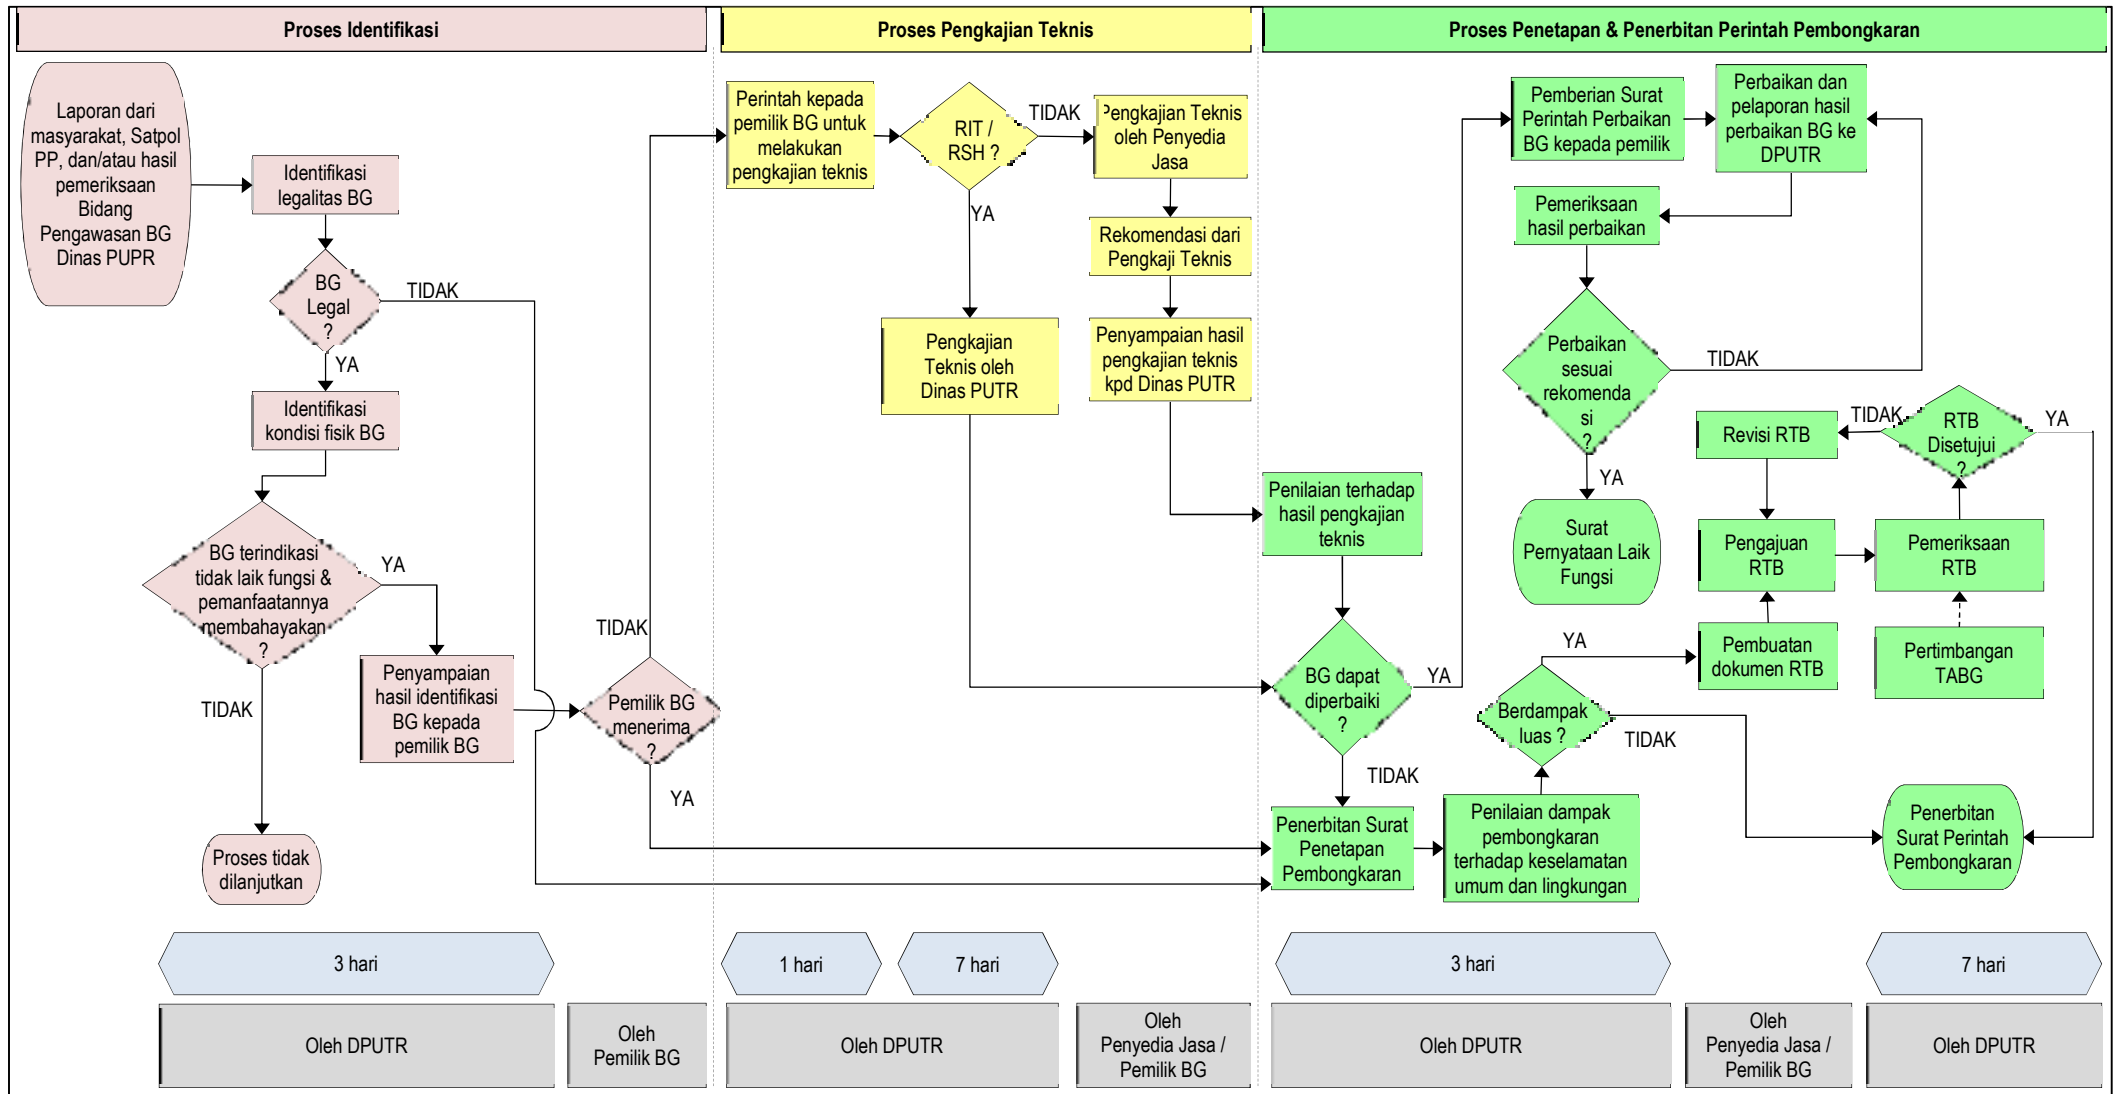 Proses Identifikasi
Proses Pengkajian Teknis
Proses Penetapan & Penerbitan Perintah Pembongkaran
Laporan dari
masyarakat, Satpol
PP, dan/atau hasil
pemeriksaan
Bidang
Pengawasan BG
Dinas PUPR
Identifikasi
legalitas BG
BG
Legal
?
TIDAK
YA
Identifikasi
kondisi fisik BG
BG terindikasi
tidak laik fungsi &
pemanfaatannya
membahayakan
?
YA
TIDAK
Penyampaian
hasil identifikasi
BG kepada
pemilik BG
Proses tidak
dilanjutkan
TIDAK
Pemilik BG
menerima
?
YA
Perintah kepada
pemilik BG untuk
melakukan
pengkajian teknis
RIT /
RSH ?
TIDAK
YA
Pengkajian Teknis
oleh Penyedia
Jasa
Rekomendasi dari
Pengkaji Teknis
Pengkajian
Teknis oleh
Dinas PUTR
Penyampaian hasil
pengkajian teknis
kpd Dinas PUTR
Pemberian Surat
Perintah Perbaikan
BG kepada pemilik
Perbaikan dan
pelaporan hasil
perbaikan BG ke
DPUTR
Pemeriksaan
hasil perbaikan
Perbaikan
sesuai
rekomenda
si
?
TIDAK
YA
Surat
Pernyataan Laik
Fungsi
Penilaian terhadap
hasil pengkajian
teknis
BG dapat
diperbaiki
?
YA
TIDAK
Penerbitan Surat
Penetapan
Pembongkaran
Penilaian dampak
pembongkaran
terhadap keselamatan
umum dan lingkungan
Berdampak
luas ?
YA
TIDAK
Revisi RTB
TIDAK
RTB
Disetujui
?
YA
Pengajuan
RTB
Pemeriksaan
RTB
Pembuatan
dokumen RTB
Pertimbangan
TABG
Penerbitan
Surat Perintah
Pembongkaran
3 hari
1 hari
7 hari
3 hari
7 hari
Oleh DPUTR
Oleh
Pemilik BG
Oleh DPUTR
Oleh
Penyedia Jasa /
Pemilik BG
Oleh DPUTR
Oleh
Penyedia Jasa /
Pemilik BG
Oleh DPUTR